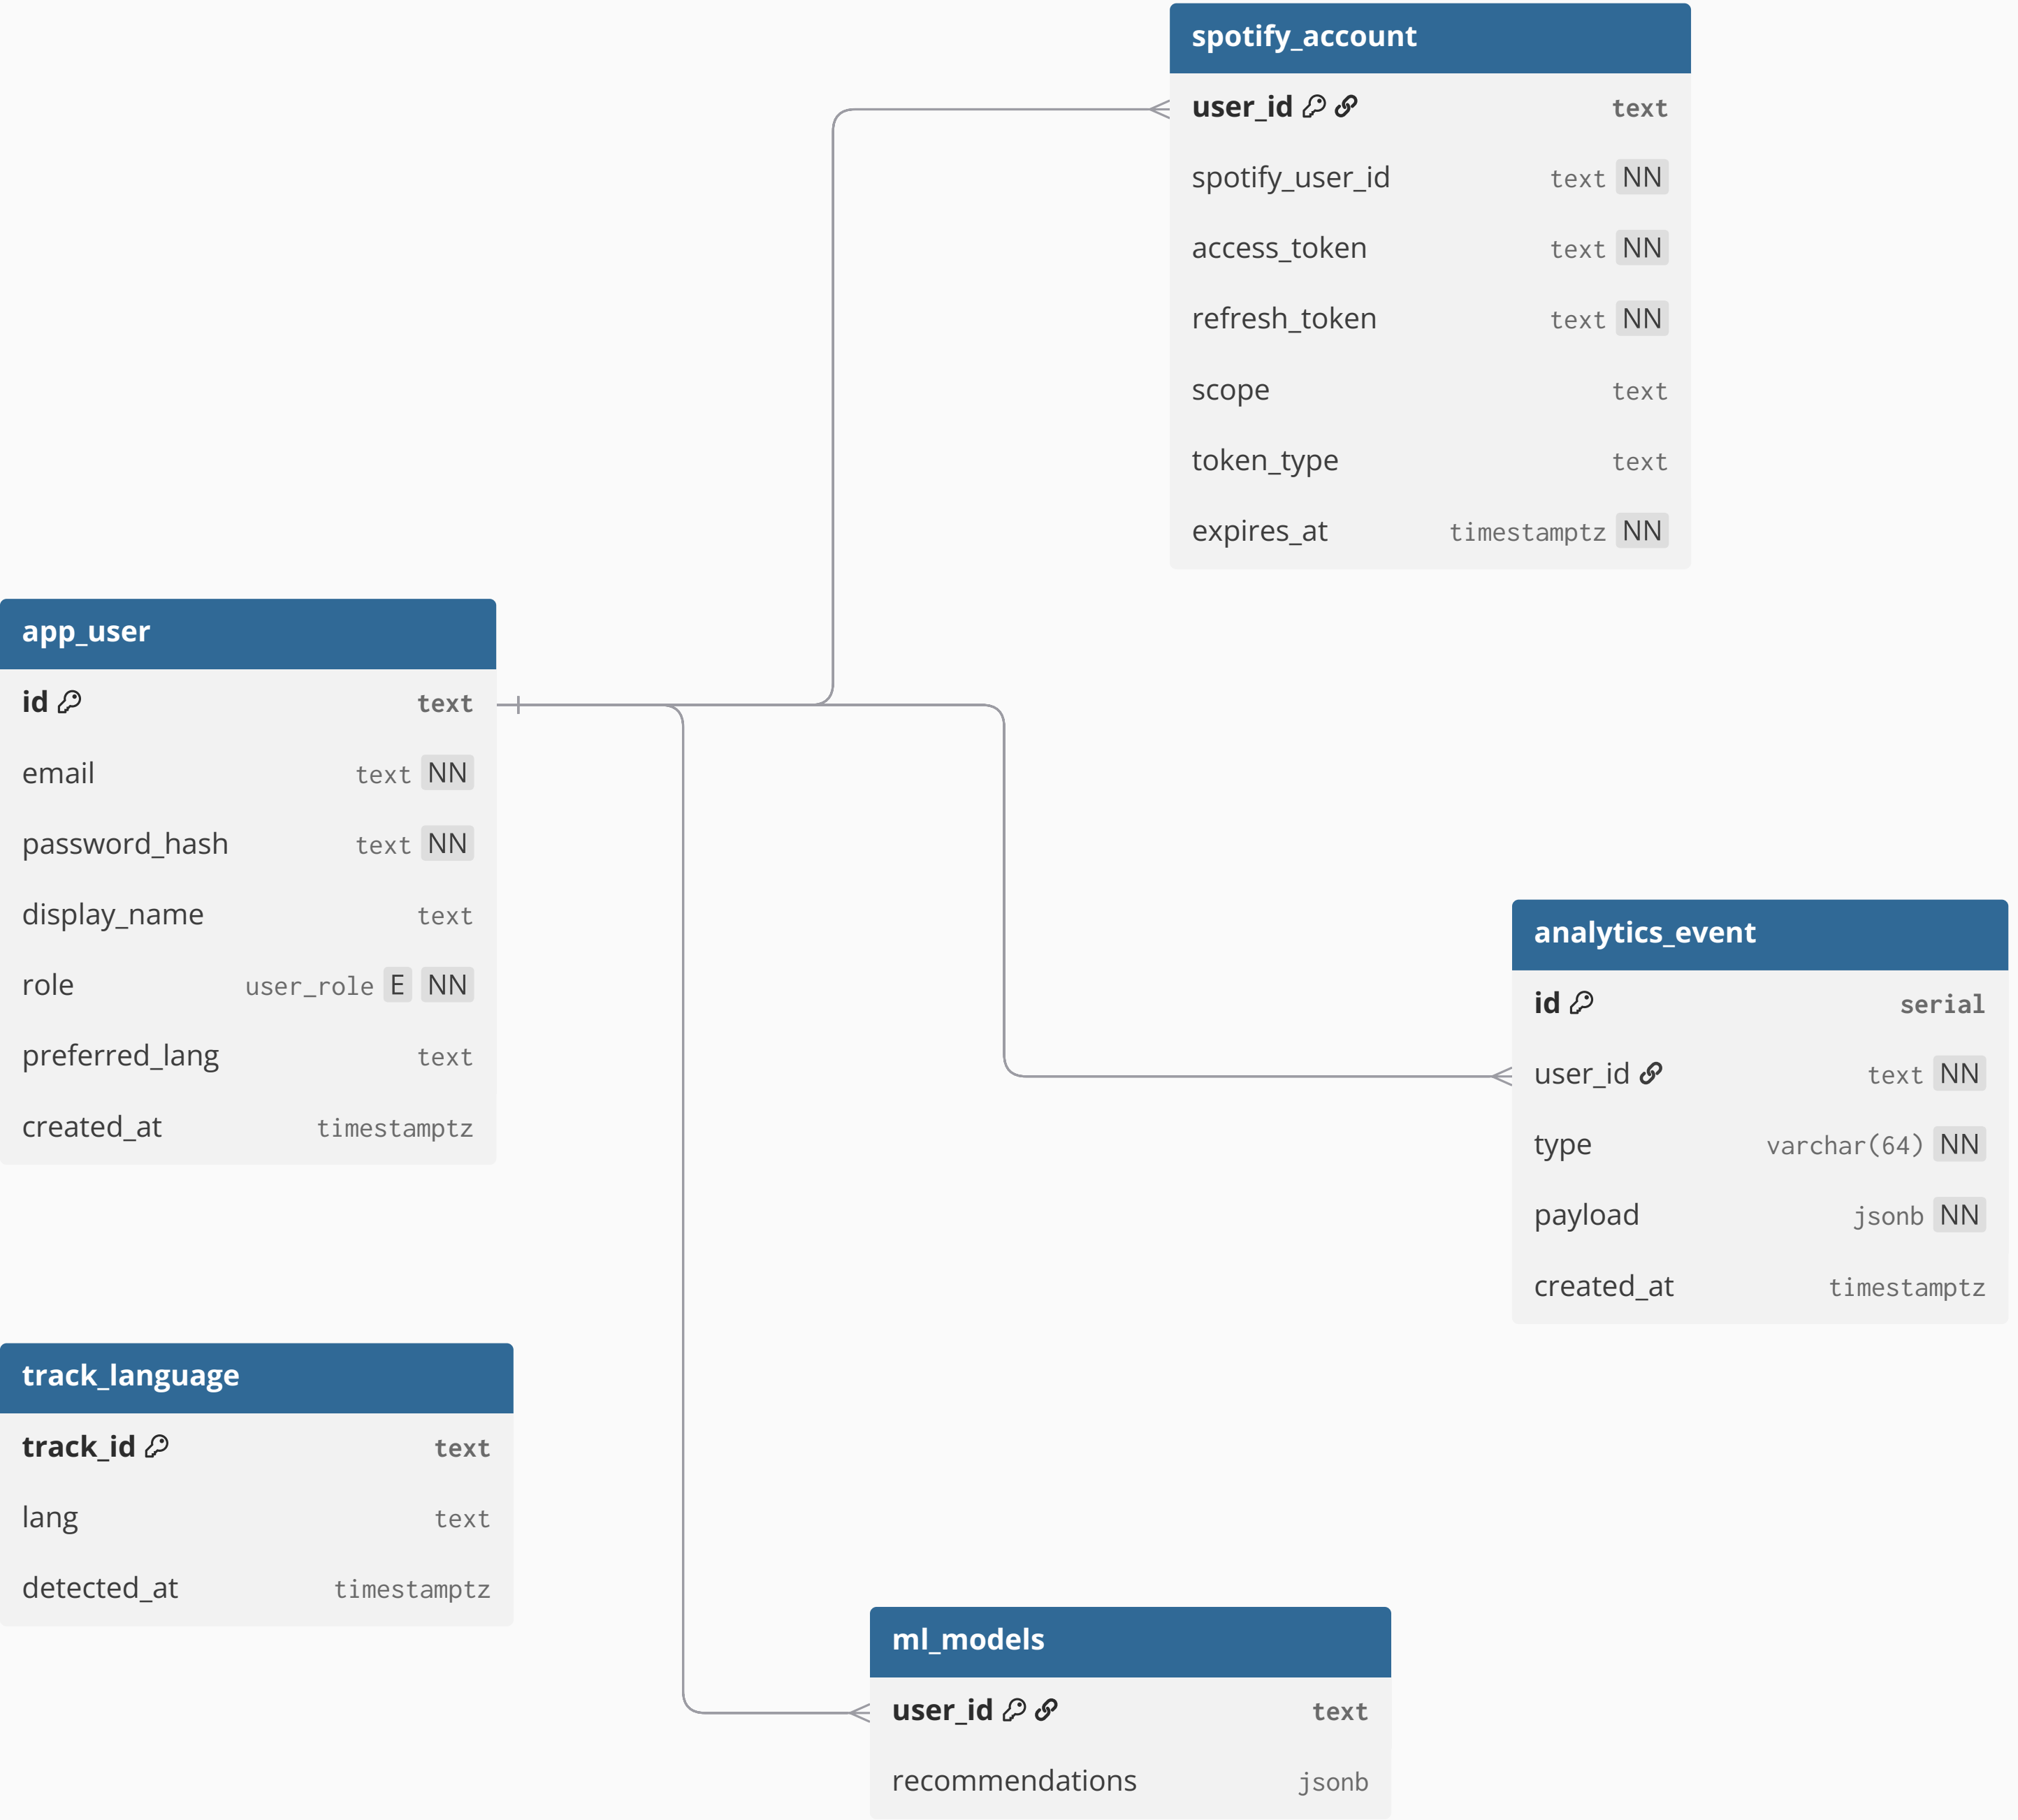 spotify_account
user_id text
spotify_user_id text NN
access_token text NN
refresh_token text NN
scope text
token_type text
expires_at timestamptz NN
app_user
id text
email text NN
password_hash text NN
display_name text
role user_role E NN
preferred_lang text
created_at timestamptz
analytics_event
id serial
user_id text NN
type varchar(64) NN
payload jsonb NN
created_at timestamptz
track_language
track_id text
lang text
detected_at timestamptz
ml_models
user_id text
recommendations jsonb